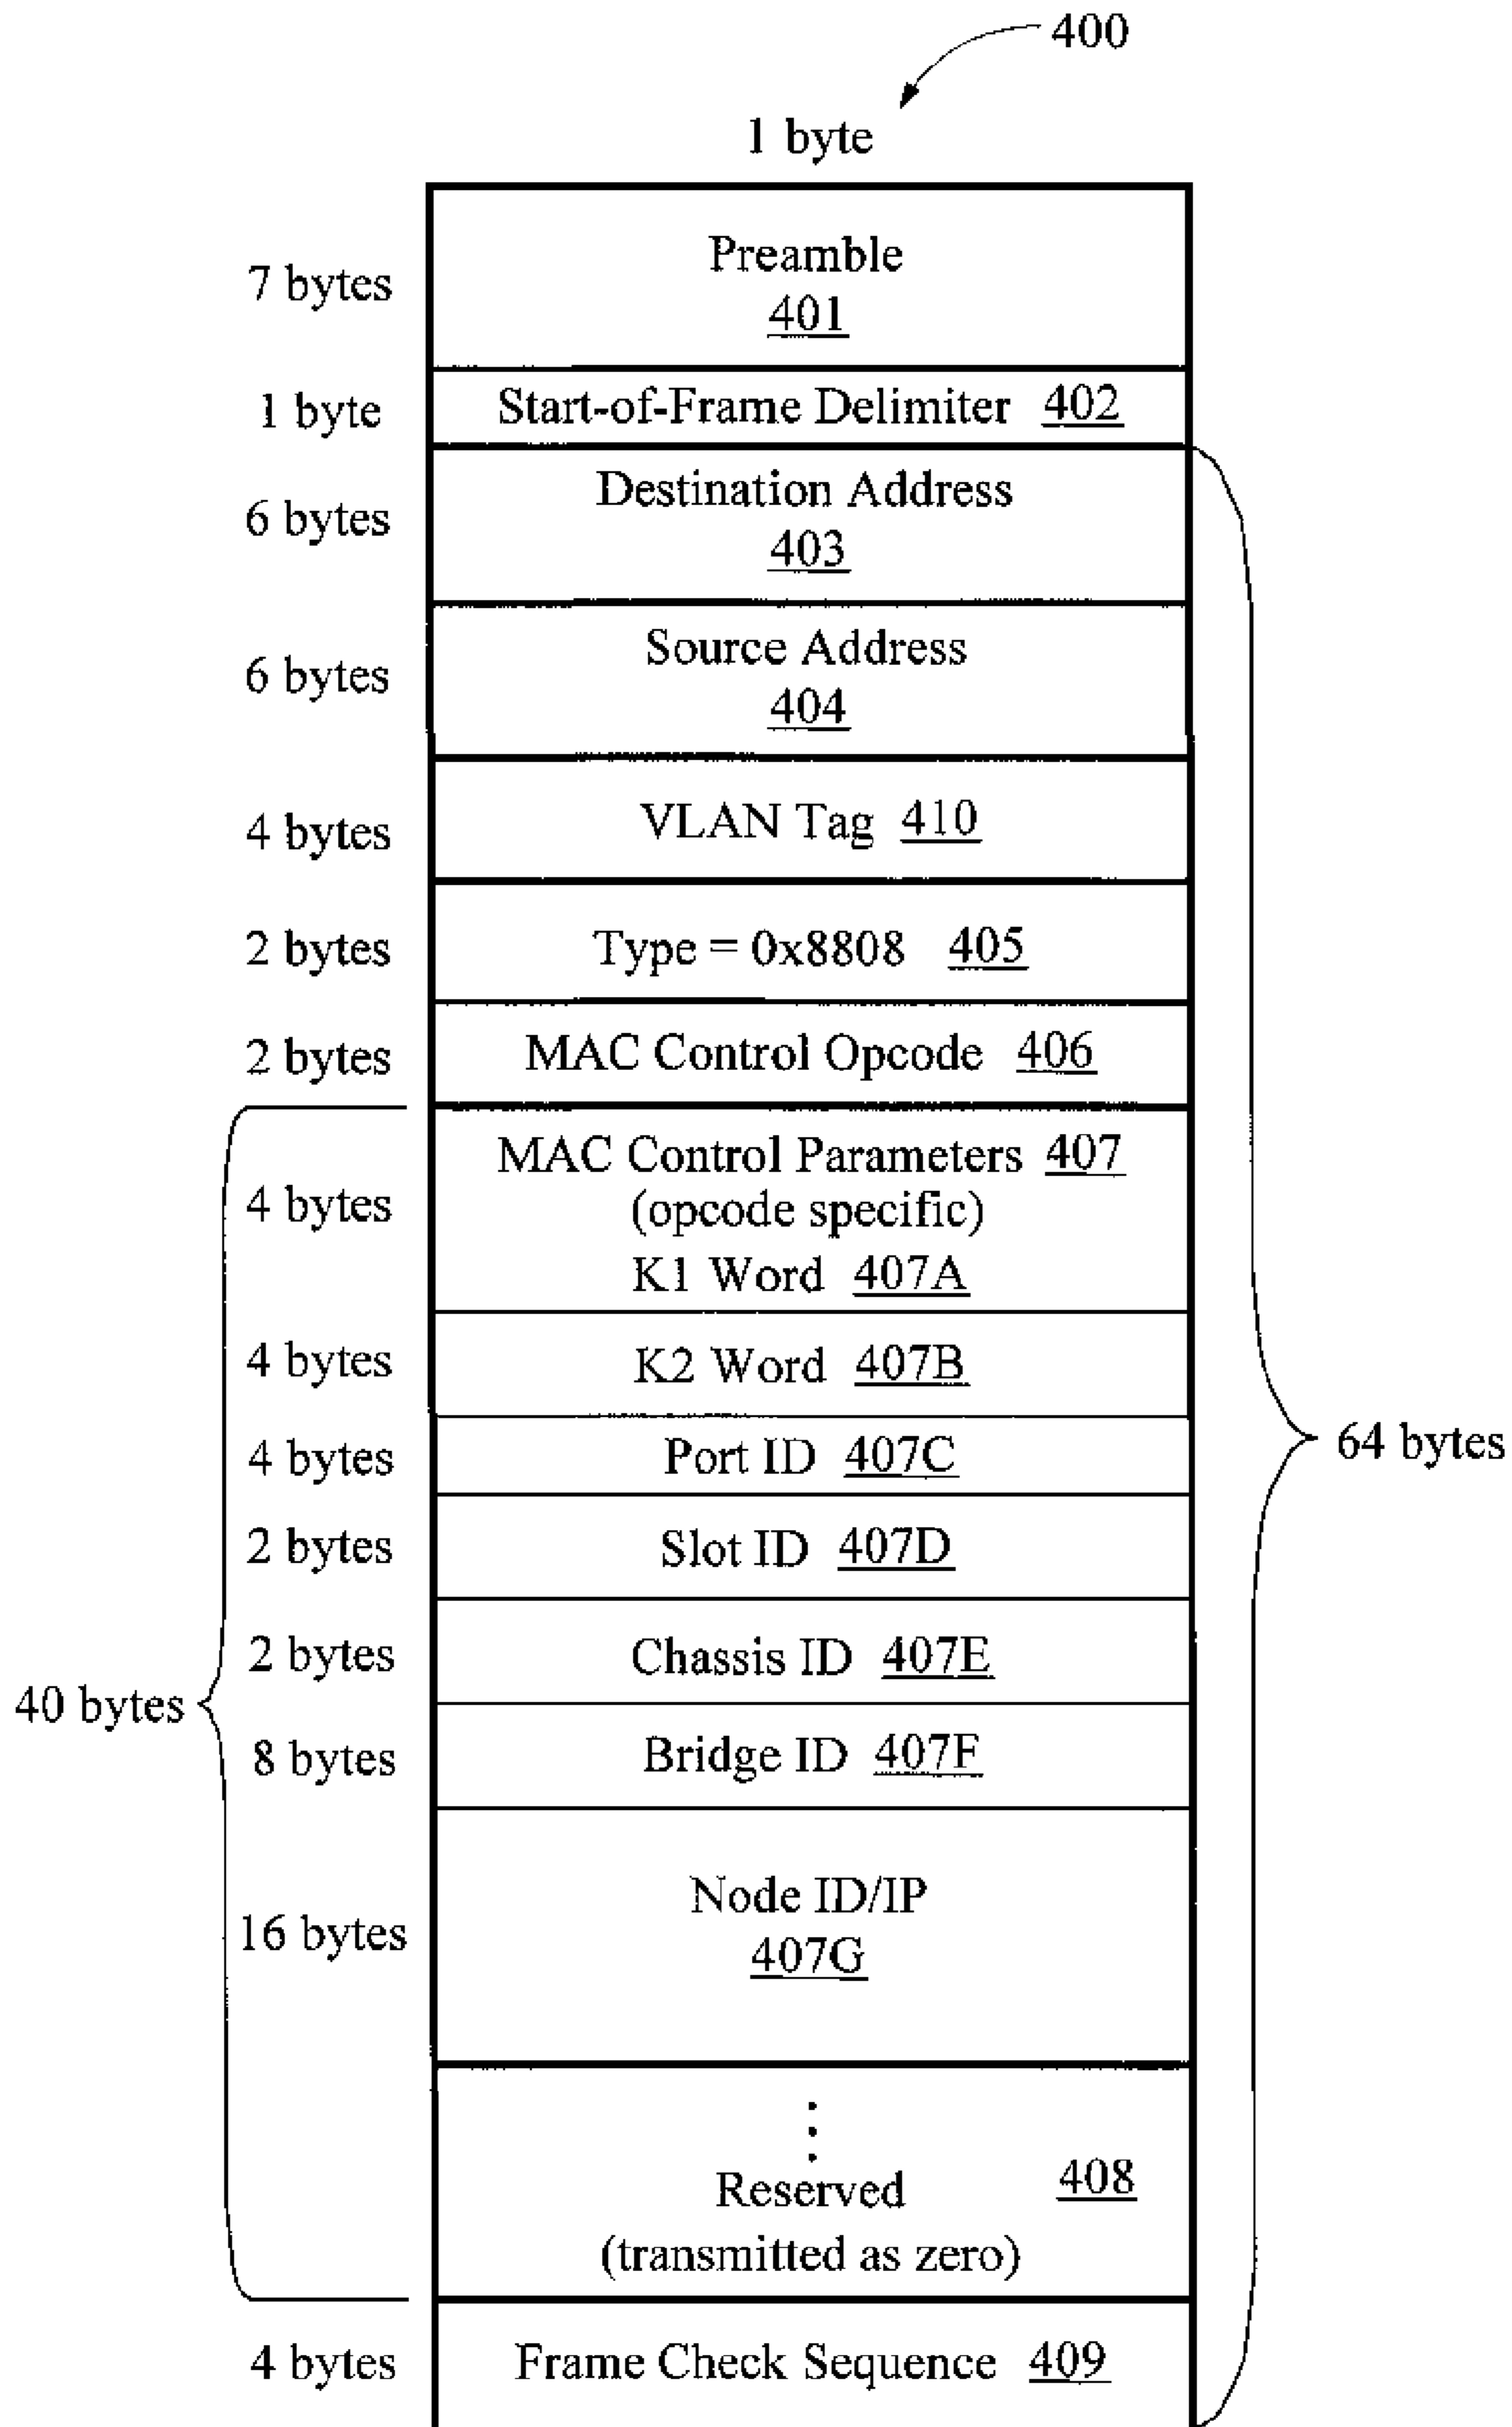 400
1 byte
7 bytes
Preamble
401
1 byte
Start-of-Frame Delimiter 402
6 bytes
Destination Address
403
6 bytes
Source Address
404
4 bytes
VLAN Tag 410
2 bytes
Type = 0x8808 405
2 bytes
MAC Control Opcode 406
4 bytes
MAC Control Parameters 407
(opcode specific)
K1 Word 407A
4 bytes
K2 Word 407B
64 bytes
4 bytes
Port ID 407C
2 bytes
Slot ID 407D
2 bytes
Chassis ID 407E
40 bytes
8 bytes
Bridge ID 407F
16 bytes
Node ID/IP
407G
Reserved 408
(transmitted as zero)
4 bytes
Frame Check Sequence 409